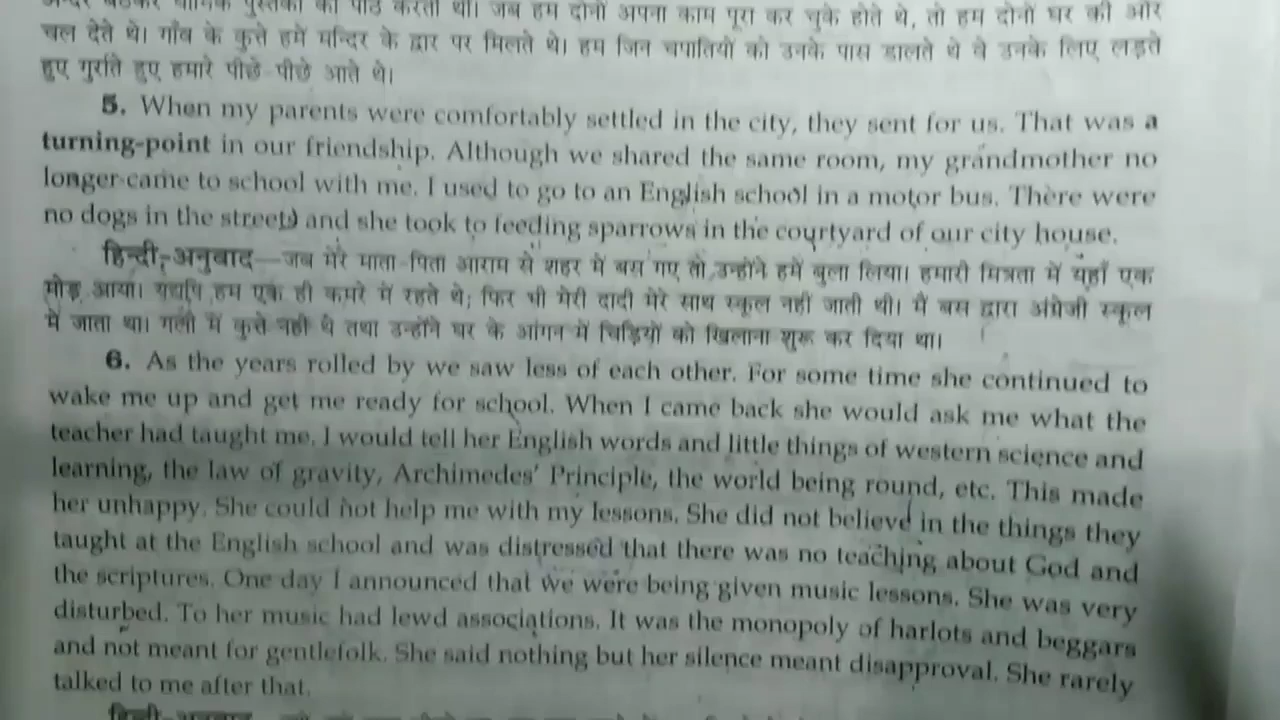 अन्दर बैठकर धार्मिक पुस्तकों का पाठ करती थी। जब हम दोनों अपना काम पूरा कर चुके होते थे, तो हम दोनों घर की ओर
चल देते थे। गाँव के कुत्ते हमें मन्दिर के द्वार पर मिलते थे। हम जिन चपातियों को उनके पास डालते थे वे उनके लिए लड़ते
हुए गुर्राते हुए हमारे पीछे-पीछे आते थे।
5. When my parents were comfortably settled in the city, they sent for us. That was a
turning-point in our friendship. Although we shared the same room, my grandmother no
longer came to school with me. I used to go to an English school in a motor bus. There were
no dogs in the streets and she took to feeding sparrows in the courtyard of our city house.
हिन्दी-अनुवाद—जब मेरे माता-पिता आराम से शहर में बस गए तो उन्होंने हमें बुला लिया। हमारी मित्रता में यहाँ एक
मोड़ आया। यद्यपि हम एक ही कमरे में रहते थे; फिर भी मेरी दादी मेरे साथ स्कूल नहीं जाती थी। मैं बस द्वारा अंग्रेजी स्कूल
में जाता था। गली में कुत्ते नहीं थे तथा उन्होंने घर के आंगन में चिड़ियों को खिलाना शुरू कर दिया था।
6. As the years rolled by we saw less of each other. For some time she continued to
wake me up and get me ready for school. When I came back she would ask me what the
teacher had taught me. I would tell her English words and little things of western science and
learning, the law of gravity, Archimedes' Principle, the world being round, etc. This made
her unhappy. She could not help me with my lessons. She did not believe in the things they
taught at the English school and was distressed that there was no teaching about God and
the scriptures. One day I announced that we were being given music lessons. She was very
disturbed. To her music had lewd associations. It was the monopoly of harlots and beggars
and not meant for gentlefolk. She said nothing but her silence meant disapproval. She rarely
talked to me after that.
हिन्दी-अनुवाद